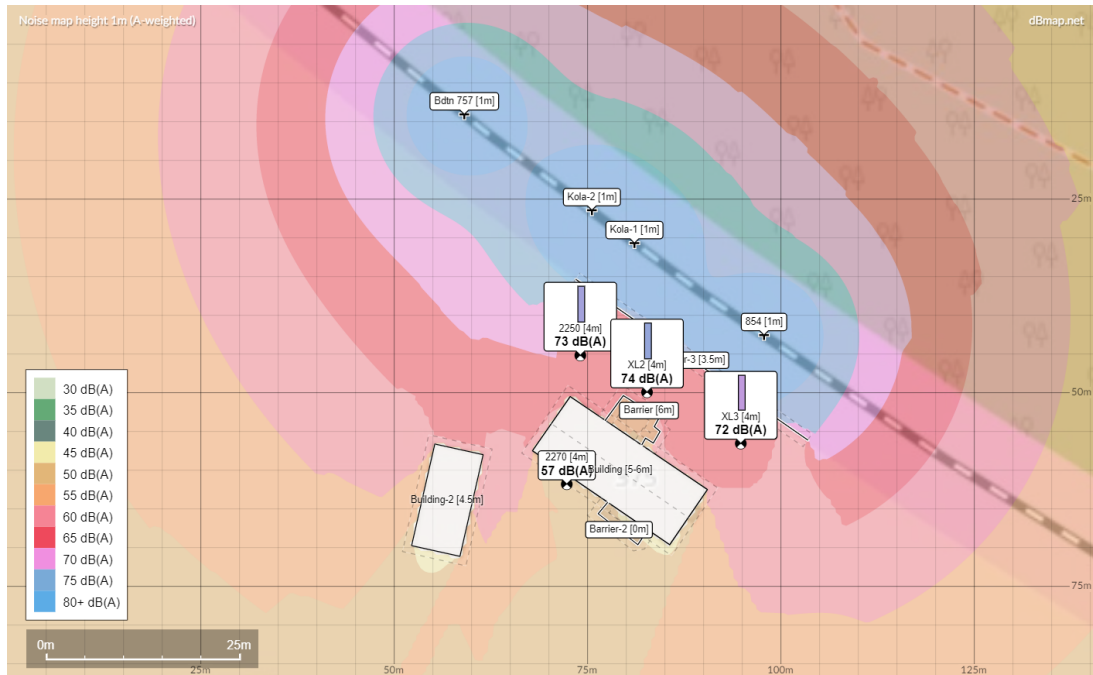 Noise map height 1m (A-weighted)
dBmap.net
Bdtn 757 [1m]
Kola-2 [1m]
25m
Kola-1 [1m]
854 [1m]
2250 [4m]
73 dB(A)
r-3 [3.5m]
XL2 [4m]
74 dB(A)
50m
XL3 [4m]
72 dB(A)
Barrier [6m]
2270 [4m]
57 dB(A)
Building [5-6m]
Building-2 [4.5m]
Barrier-2 [0m]
75m
30 dB(A)
35 dB(A)
40 dB(A)
45 dB(A)
50 dB(A)
55 dB(A)
60 dB(A)
65 dB(A)
70 dB(A)
75 dB(A)
80+ dB(A)
0m
25m
25m
50m
75m
100m
125m